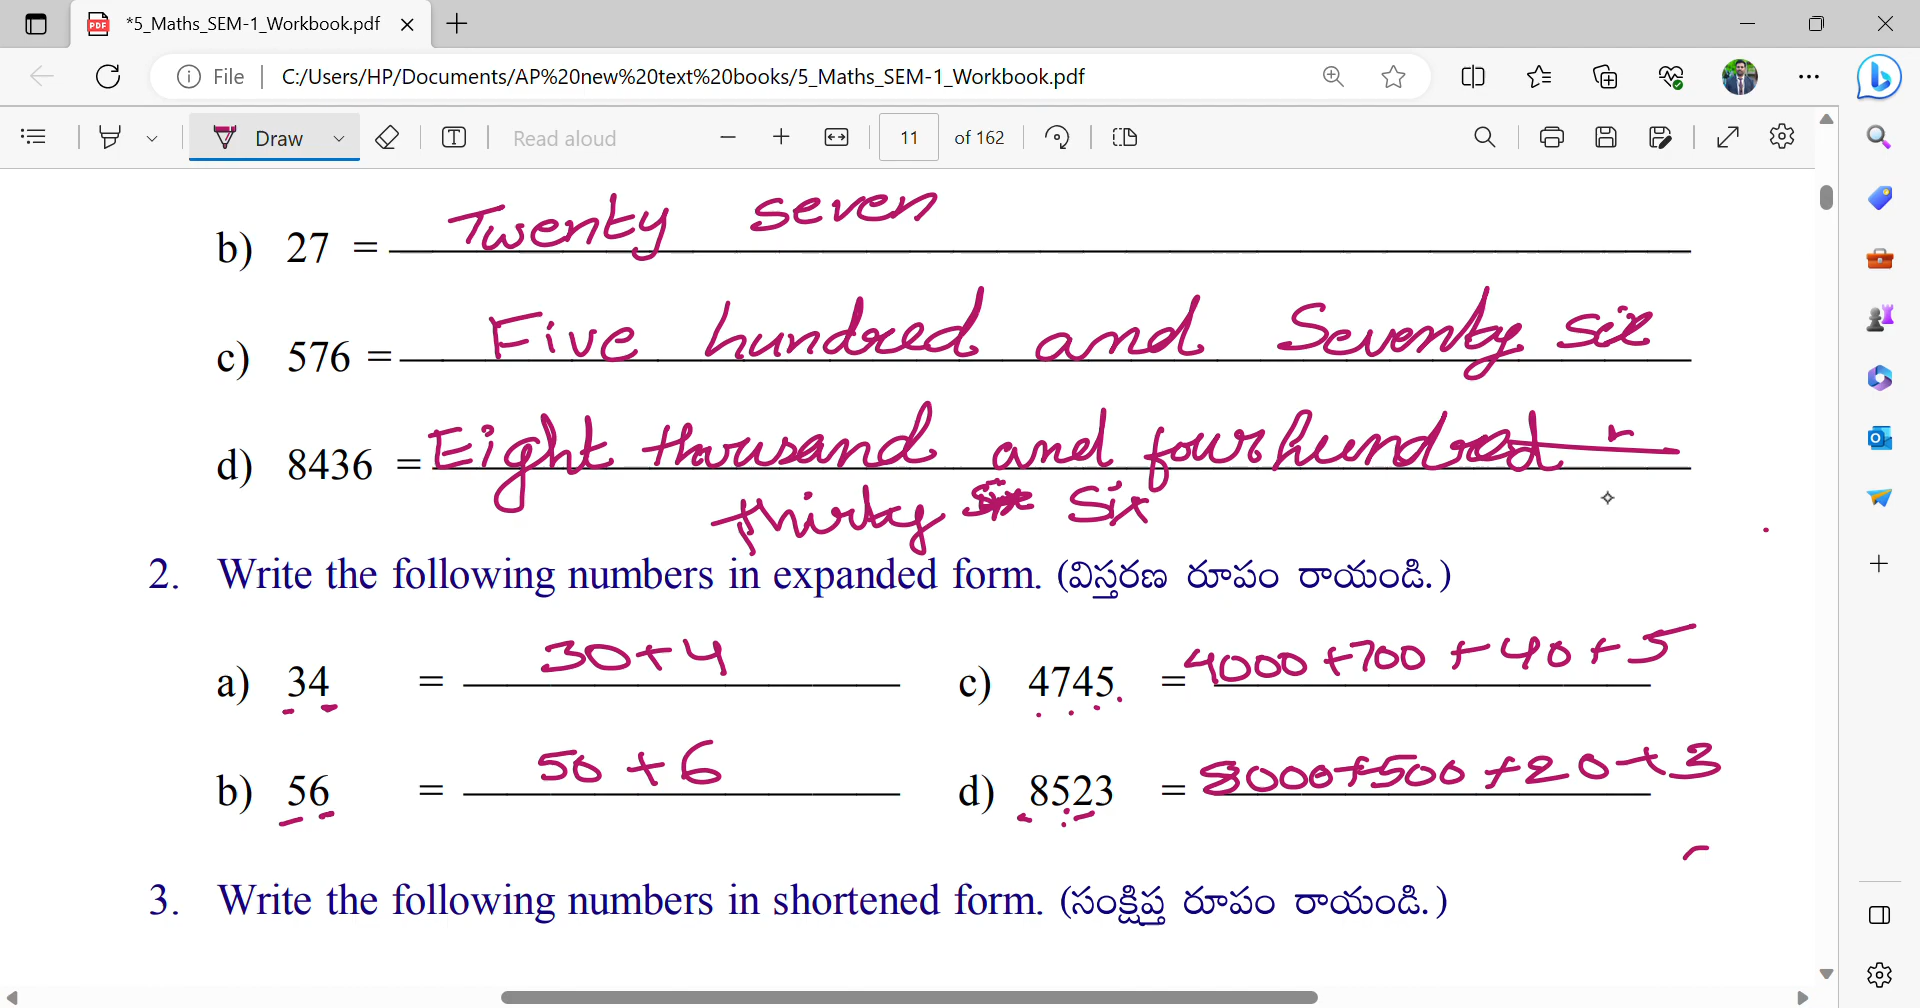 *5_Maths_SEM-1_Workbook.pdf
File C:/Users/HP/Documents/AP%20new%20text%20books/5_Maths_SEM-1_Workbook.pdf
Draw Read aloud 11 of 162
b) 27 = Twenty seven
c) 576 = Five hundred and Seventy six
d) 8436 = Eight thousand and four hundred
thirty six Six
2. Write the following numbers in expanded form. (విస్తరణ రూపం రాయండి.)
a) 34 = 30+4 c) 4745 = 4000+700+40+5
b) 56 = 50+6 d) 8523 = 8000+500+20+3
3. Write the following numbers in shortened form. (సంక్షిప్త రూపం రాయండి.)